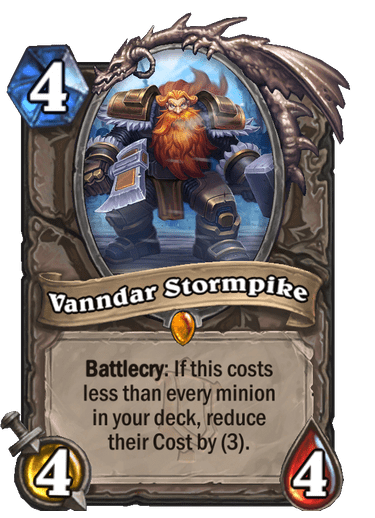 4
Vanndar Stormpike
Battlecry: If this costs
less than every minion
in your deck, reduce
their Cost by (3).
4
4